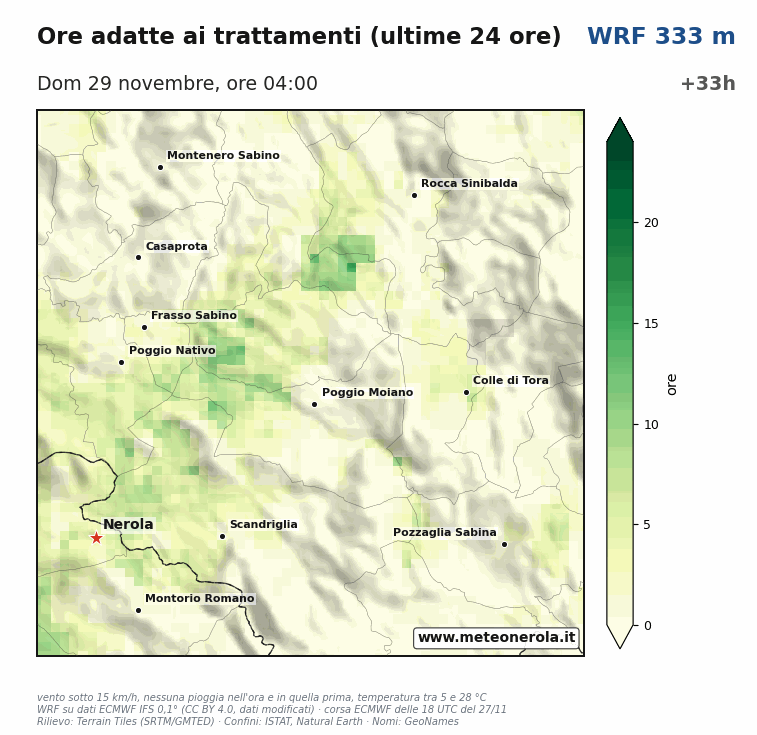 Ore adatte ai trattamenti (ultime 24 ore) WRF 333 m
Dom 29 novembre, ore 04:00 +33h
Montenero Sabino
Rocca Sinibalda
Casaprota
20
Frasso Sabino
15
Poggio Nativo
Colle di Tora
ore
Poggio Moiano
10
Nerola
Scandriglia
5
Pozzaglia Sabina
Montorio Romano
0
www.meteonerola.it
vento sotto 15 km/h, nessuna pioggia nell'ora e in quella prima, temperatura tra 5 e 28 °C
WRF su dati ECMWF IFS 0,1° (CC BY 4.0, dati modificati) · corsa ECMWF delle 18 UTC del 27/11
Rilievo: Terrain Tiles (SRTM/GMTED) · Confini: ISTAT, Natural Earth · Nomi: GeoNames